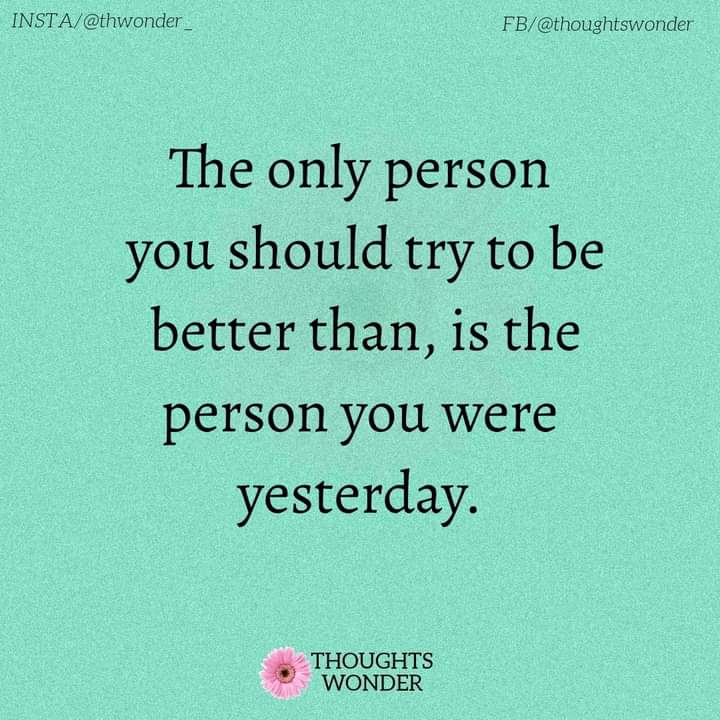 INSTA/@thwonder_
FB/@thoughtswonder
The only person
you should try to be
better than, is the
person you were
yesterday.
THOUGHTS
WONDER